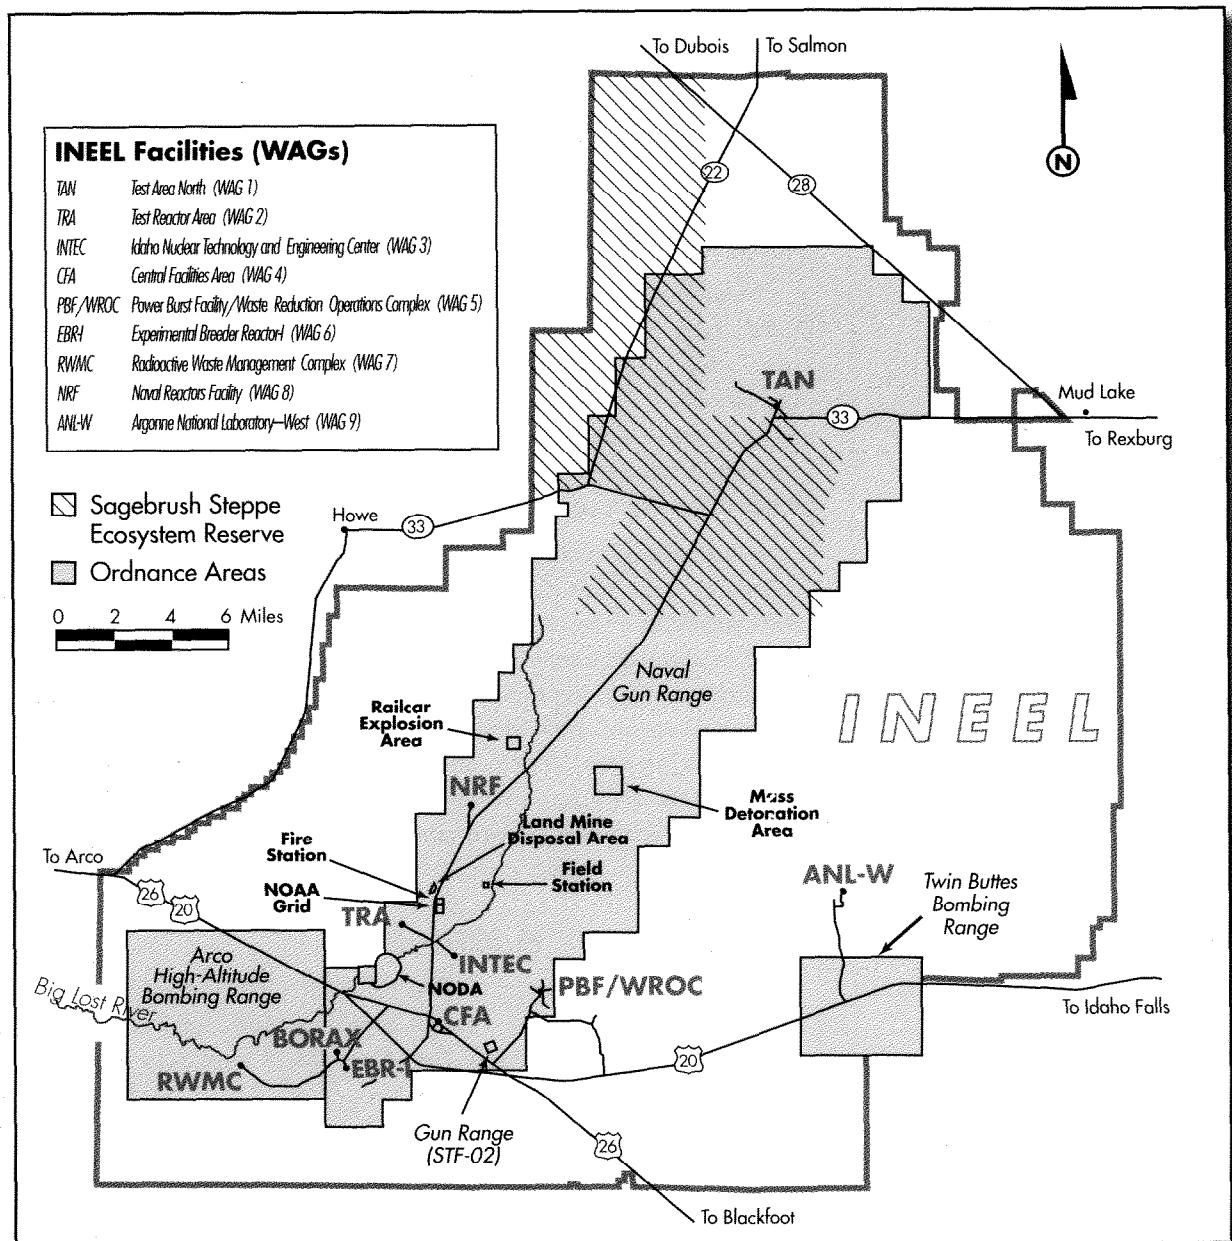 To Dubois
To Salmon
N
INEEL Facilities (WAGs)
TAN Test Area North (WAG 1)
TRA Test Reactor Area (WAG 2)
INTEC Idaho Nuclear Technology and Engineering Center (WAG 3)
CFA Central Facilities Area (WAG 4)
PBF/WROC Power Burst Facility/Waste Reduction Operations Complex (WAG 5)
EBR-I Experimental Breeder Reactor-I (WAG 6)
RWMC Radioactive Waste Management Complex (WAG 7)
NRF Naval Reactors Facility (WAG 8)
ANL-W Argonne National Laboratory—West (WAG 9)
22
28
TAN
33
Mud Lake
To Rexburg
Sagebrush Steppe
Ecosystem Reserve
Ordnance Areas
0 2 4 6 Miles
Howe
33
Naval
Gun Range
INEEL
Railcar
Explosion
Area
NRF
Mass
Detonation
Area
Land Mine
Disposal Area
Fire
Station
Field
Station
NOAA
Grid
To Arco
26
20
TRA
ANL-W
Twin Buttes
Bombing
Range
Arco
High-Altitude
Bombing Range
INTEC
NODA
PBF/WROC
Big Lost River
To Idaho Falls
CFA
BORAX
EBR-I
RWMC
20
Gun Range
(STF-02)
26
To Blackfoot